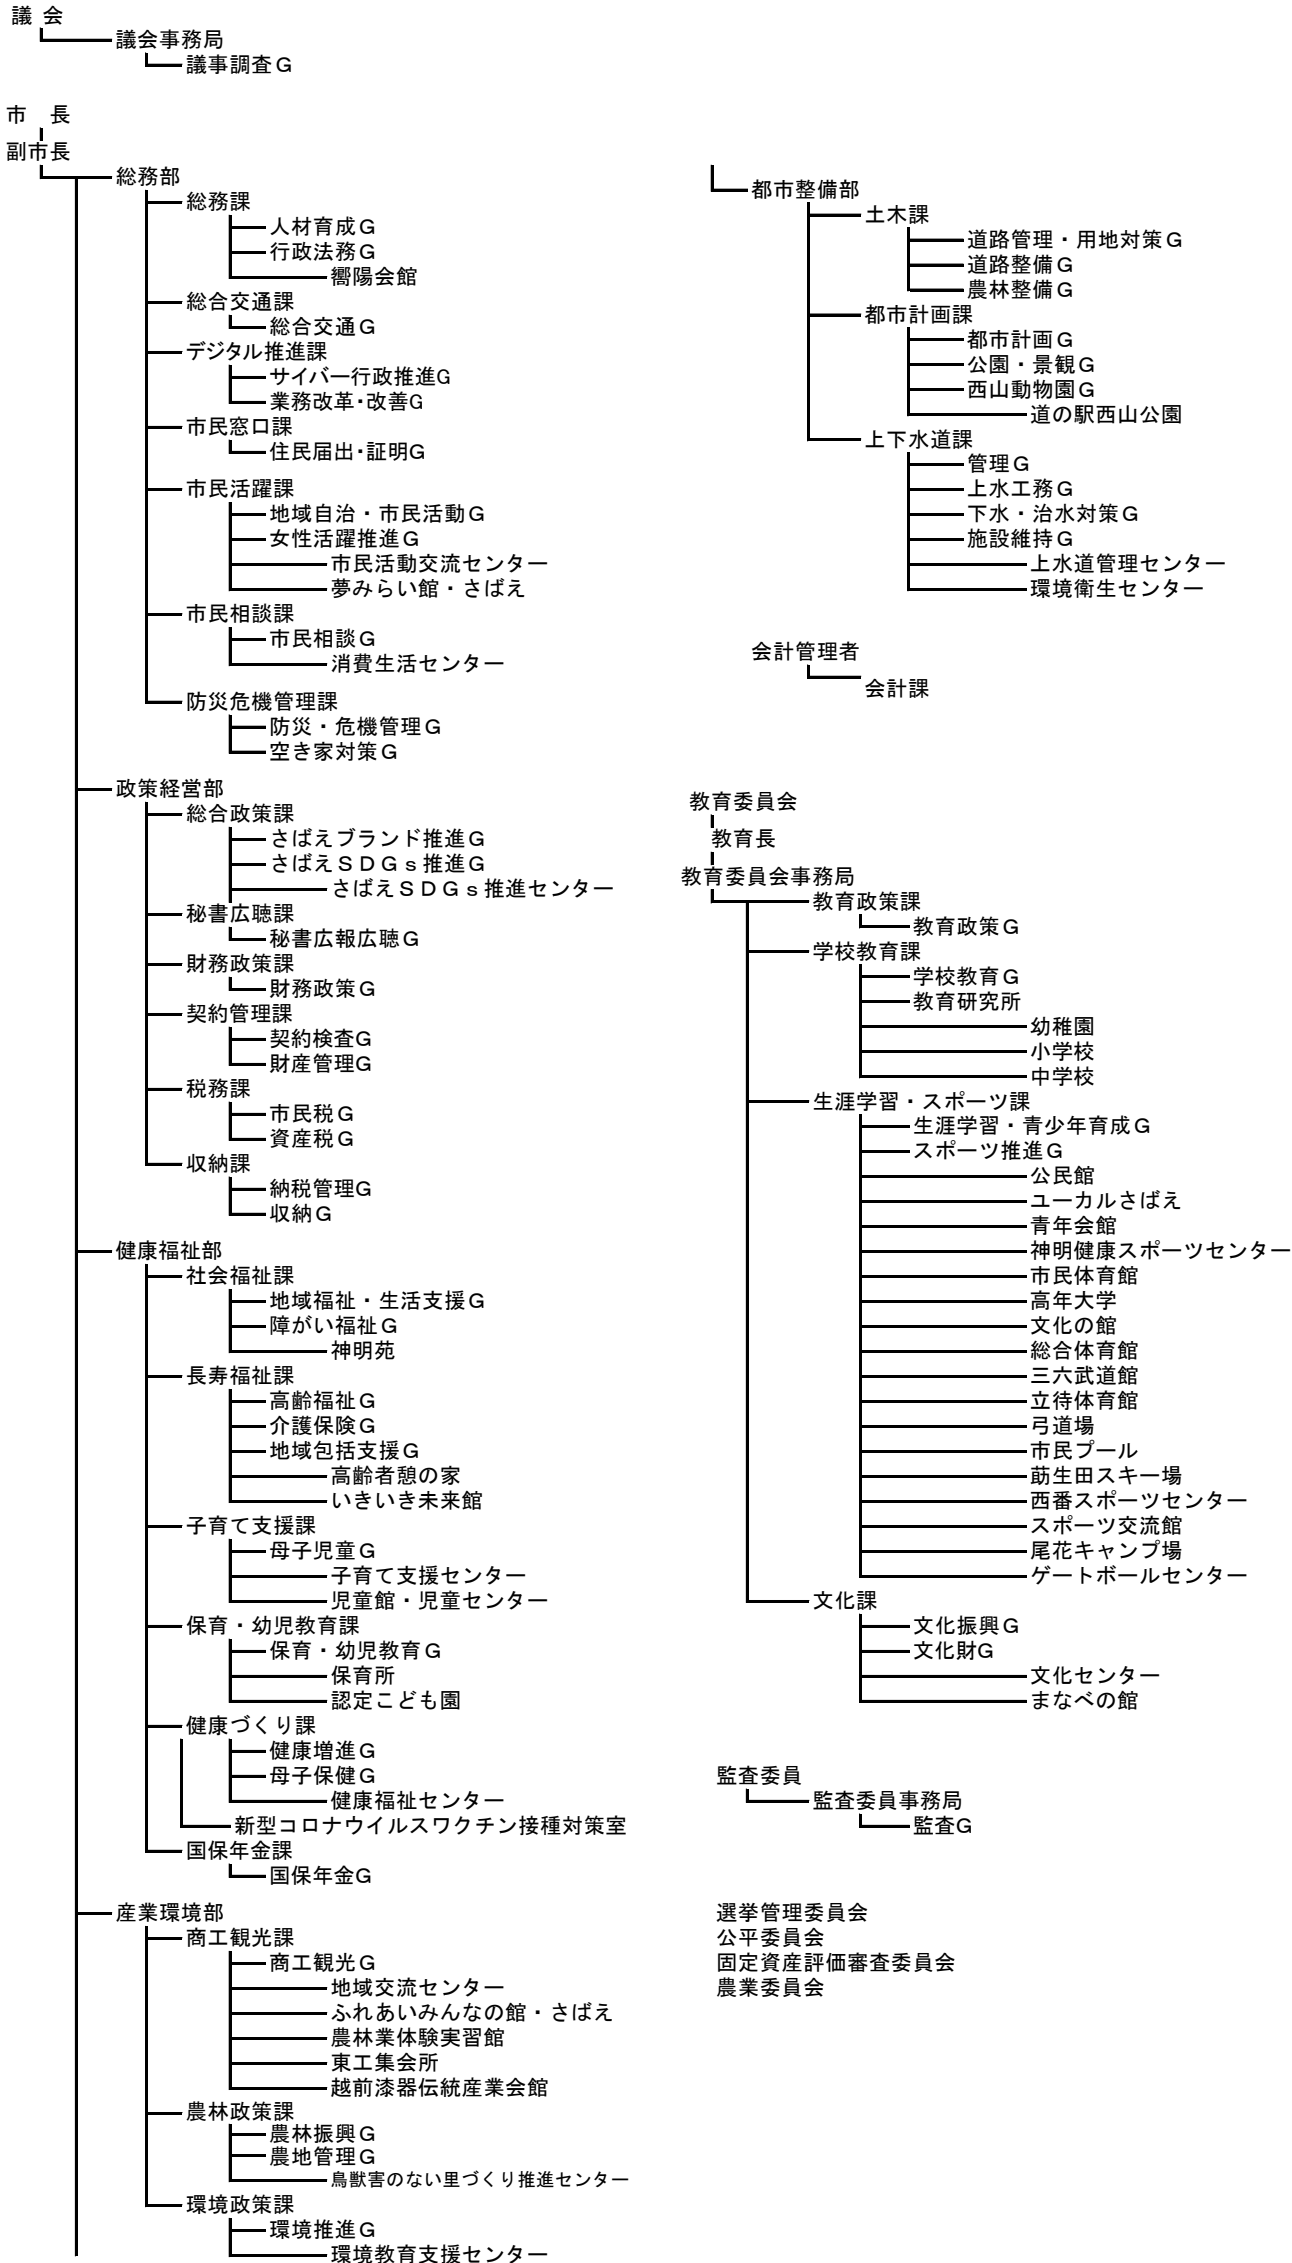 議 会
議会事務局
議事調査Ｇ
市　長
副市長
総務部
総務課
人材育成Ｇ
行政法務Ｇ
嚮陽会館
総合交通課
総合交通Ｇ
デジタル推進課
サイバー行政推進G
業務改革･改善G
市民窓口課
住民届出･証明G
市民活躍課
地域自治・市民活動Ｇ
女性活躍推進Ｇ
市民活動交流センター
夢みらい館・さばえ
市民相談課
市民相談Ｇ
消費生活センター
防災危機管理課
防災・危機管理Ｇ
空き家対策Ｇ
政策経営部
総合政策課
さばえブランド推進Ｇ
さばえＳＤＧｓ推進Ｇ
さばえＳＤＧｓ推進センター
秘書広聴課
秘書広報広聴Ｇ
財務政策課
財務政策Ｇ
契約管理課
契約検査G
財産管理G
税務課
市民税Ｇ
資産税Ｇ
収納課
納税管理G
収納Ｇ
健康福祉部
社会福祉課
地域福祉・生活支援Ｇ
障がい福祉Ｇ
神明苑
長寿福祉課
高齢福祉Ｇ
介護保険Ｇ
地域包括支援Ｇ
高齢者憩の家
いきいき未来館
子育て支援課
母子児童Ｇ
子育て支援センター
児童館・児童センター
保育・幼児教育課
保育・幼児教育Ｇ
保育所
認定こども園
健康づくり課
健康増進Ｇ
母子保健Ｇ
健康福祉センター
新型コロナウイルスワクチン接種対策室
国保年金課
国保年金G
産業環境部
商工観光課
商工観光Ｇ
地域交流センター
ふれあいみんなの館・さばえ
農林業体験実習館
東工集会所
越前漆器伝統産業会館
農林政策課
農林振興Ｇ
農地管理Ｇ
鳥獣害のない里づくり推進センター
環境政策課
環境推進Ｇ
環境教育支援センター
都市整備部
土木課
道路管理・用地対策Ｇ
道路整備Ｇ
農林整備Ｇ
都市計画課
都市計画Ｇ
公園・景観Ｇ
西山動物園Ｇ
道の駅西山公園
上下水道課
管理Ｇ
上水工務Ｇ
下水・治水対策Ｇ
施設維持Ｇ
上水道管理センター
環境衛生センター
会計管理者
会計課
教育委員会
教育長
教育委員会事務局
教育政策課
教育政策Ｇ
学校教育課
学校教育Ｇ
教育研究所
幼稚園
小学校
中学校
生涯学習・スポーツ課
生涯学習・青少年育成Ｇ
スポーツ推進Ｇ
公民館
ユーカルさばえ
青年会館
神明健康スポーツセンター
市民体育館
高年大学
文化の館
総合体育館
三六武道館
立待体育館
弓道場
市民プール
莇生田スキー場
西番スポーツセンター
スポーツ交流館
尾花キャンプ場
ゲートボールセンター
文化課
文化振興Ｇ
文化財G
文化センター
まなべの館
監査委員
監査委員事務局
監査G
選挙管理委員会
公平委員会
固定資産評価審査委員会
農業委員会